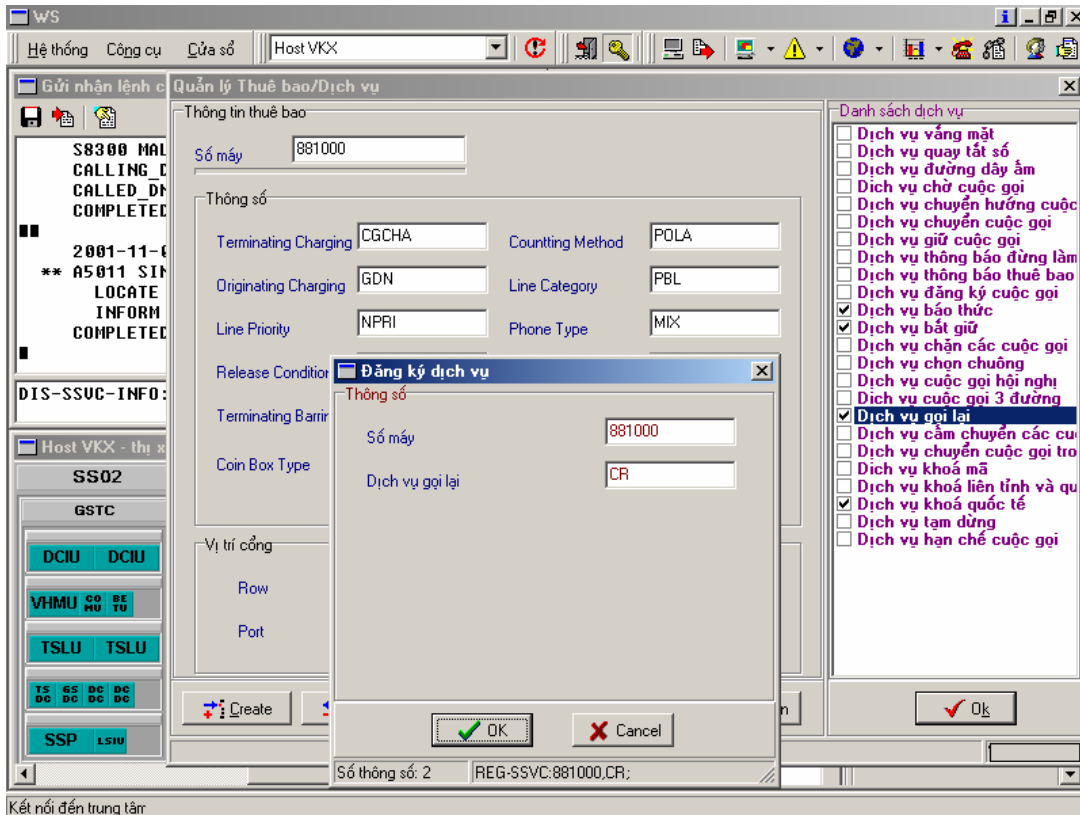 WS
Hệ thống Công cụ Cửa sổ Host VKX
Gửi nhận lệnh c
S8300 MAL
CALLING_D
CALLED_DN
COMPLETED
2001-11-0
** A5011 SIN
LOCATE
INFORM
COMPLETED
DIS-SSVC-INFO:
Host VKX - thị x
SS02
GSTC
DCIU DCIU
VHMU CO MU BE TU
TSLU TSLU
TS DC GS DC DC DC DC DC
SSP LSIU
Quản lý Thuê bao/Dịch vụ
Thông tin thuê bao
Số máy 881000
Thông số
Terminating Charging CGCHA Countting Method POLA
Originating Charging GDN Line Category PBL
Line Priority NPRI Phone Type MIX
Release Condition
Terminating Barrin
Coin Box Type
Vị trí cổng
Row
Port
Create
Đăng ký dịch vụ
Thông số
Số máy 881000
Dịch vụ gọi lại CR
OK Cancel
Số thông số: 2 REG-SSVC:881000,CR;
Danh sách dịch vụ
Dịch vụ vắng mặt
Dịch vụ quay tắt số
Dịch vụ đường dây ấm
Dich vụ chờ cuộc gọi
Dịch vụ chuyển hướng cuộc
Dịch vụ chuyển cuộc gọi
Dịch vụ giữ cuộc gọi
Dịch vụ thông báo đừng làm
Dịch vụ thông báo thuê bao
Dịch vụ đăng ký cuộc gọi
Dịch vụ báo thức
Dịch vụ bắt giữ
Dịch vụ chặn các cuộc gọi
Dịch vụ chọn chuông
Dịch vụ cuộc gọi hội nghị
Dich vụ cuộc gọi 3 đường
Dịch vụ gọi lại
Dịch vụ cấm chuyển các cu
Dịch vụ chuyển cuộc gọi tro
Dich vụ khoá mã
Dịch vụ khoá liên tỉnh và qu
Dịch vụ khoá quốc tế
Dịch vụ tạm dừng
Dịch vụ hạn chế cuộc gọi
Ok
Kết nối đến trung tâm